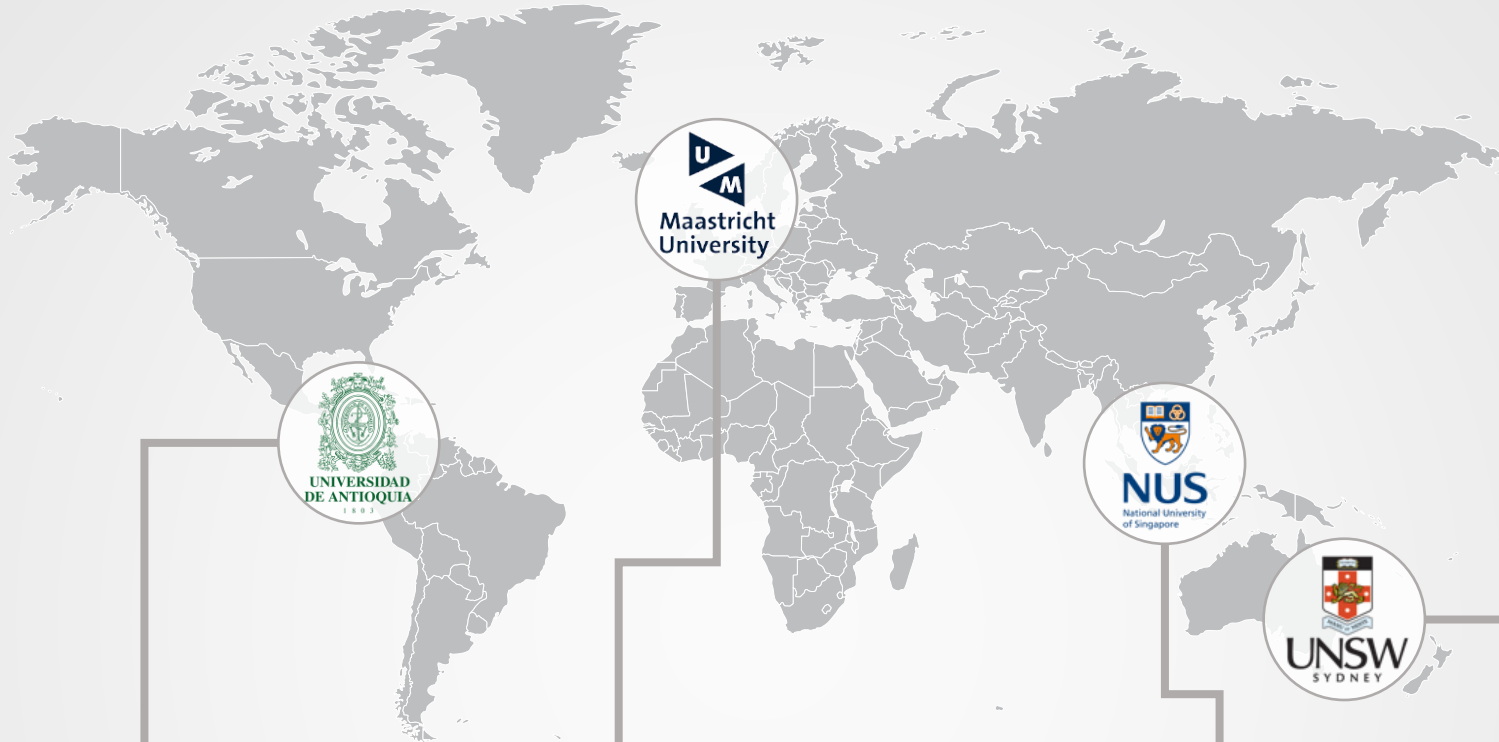 U
M
Maastricht
University
UNIVERSIDAD
DE ANTIOQUIA
1803
NUS
National University
of Singapore
UNSW
SYDNEY